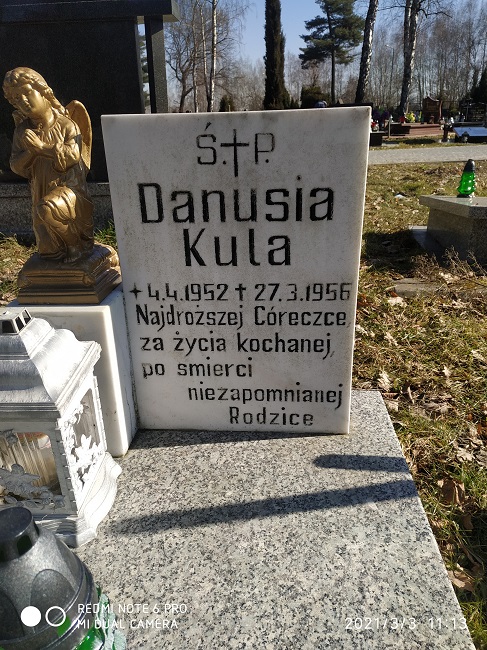 Ś.†P.
Danusia
Kula
✦ 4.4.1952 † 27.3.1956
Najdroższej Córeczce,
za życia kochanej,
po śmierci
niezapomnianej
Rodzice
REDMI NOTE 6 PRO
MI DUAL CAMERA
2021/3/3 11:13